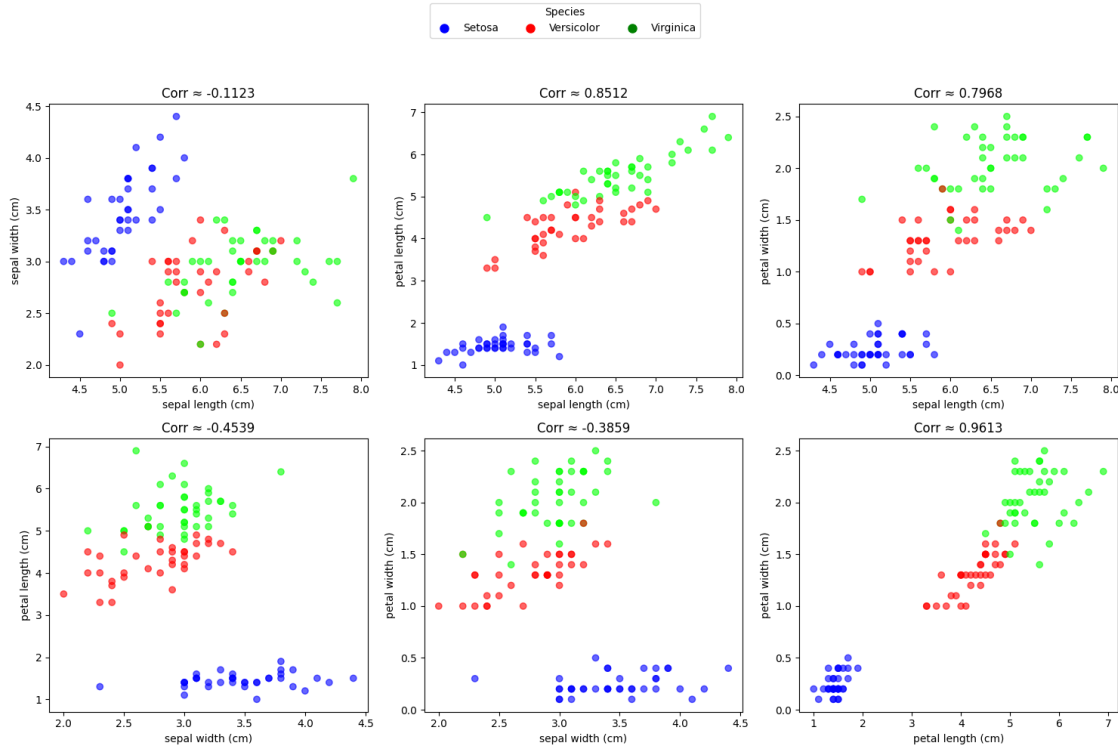 Species
Setosa Versicolor Virginica
Corr ≈ -0.1123
sepal width (cm)
4.5
4.0
3.5
3.0
2.5
2.0
4.5 5.0 5.5 6.0 6.5 7.0 7.5 8.0
sepal length (cm)
Corr ≈ 0.8512
petal length (cm)
7
6
5
4
3
2
1
4.5 5.0 5.5 6.0 6.5 7.0 7.5 8.0
sepal length (cm)
Corr ≈ 0.7968
petal width (cm)
2.5
2.0
1.5
1.0
0.5
0.0
4.5 5.0 5.5 6.0 6.5 7.0 7.5 8.0
sepal length (cm)
Corr ≈ -0.4539
petal length (cm)
7
6
5
4
3
2
1
2.0 2.5 3.0 3.5 4.0 4.5
sepal width (cm)
Corr ≈ -0.3859
petal width (cm)
2.5
2.0
1.5
1.0
0.5
0.0
2.0 2.5 3.0 3.5 4.0 4.5
sepal width (cm)
Corr ≈ 0.9613
petal width (cm)
2.5
2.0
1.5
1.0
0.5
0.0
1 2 3 4 5 6 7
petal length (cm)